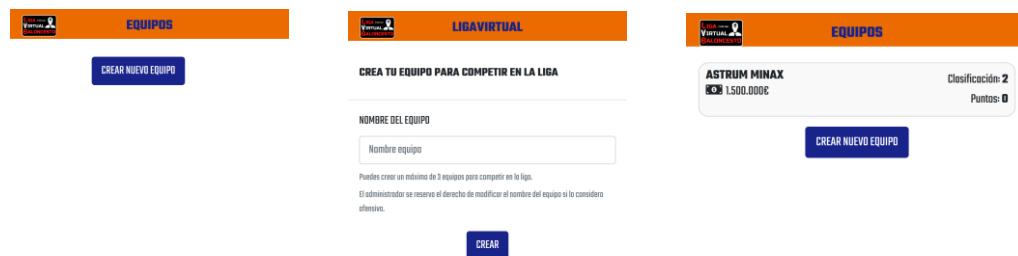 LIGA
VIRTUAL
BALONCESTO
EQUIPOS
CREAR NUEVO EQUIPO
LIGA
VIRTUAL
BALONCESTO
LIGAVIRTUAL
CREA TU EQUIPO PARA COMPETIR EN LA LIGA
NOMBRE DEL EQUIPO
Nombre equipo
Puedes crear un máximo de 3 equipos para competir en la liga.
El administrador se reserva el derecho de modificar el nombre del equipo si lo considera
ofensivo.
CREAR
LIGA
VIRTUAL
BALONCESTO
EQUIPOS
ASTRUM MINAX
1.500.000€
Clasificación: 2
Puntos: 0
CREAR NUEVO EQUIPO